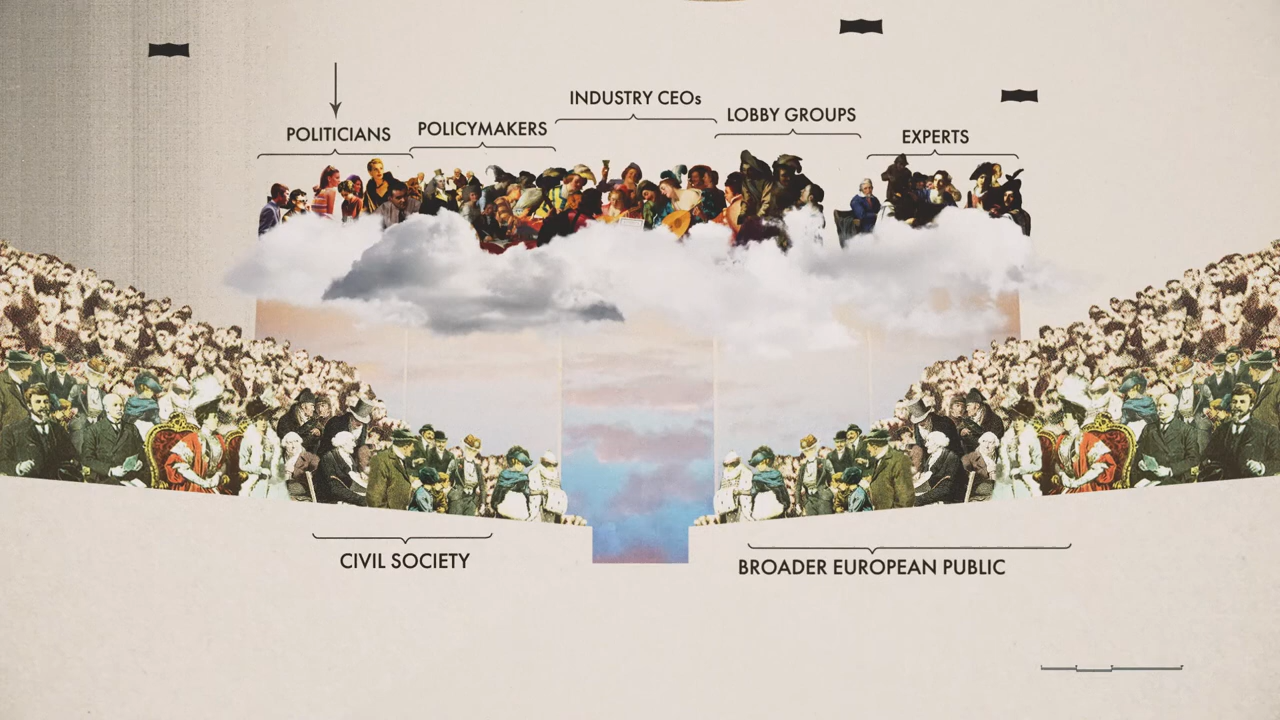 POLITICIANS
POLICYMAKERS
INDUSTRY CEOs
LOBBY GROUPS
EXPERTS
CIVIL SOCIETY
BROADER EUROPEAN PUBLIC